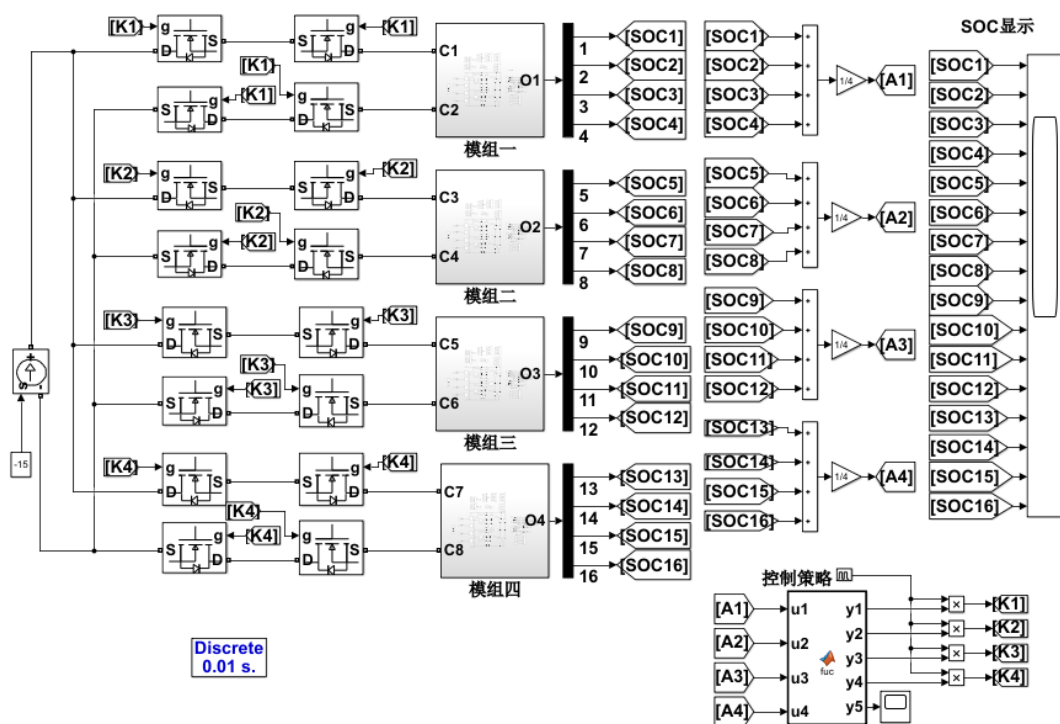 SOC显示
[K1] g D S S g D [K1] C1 O1 1 [SOC1] [SOC1] + [SOC1]
2 [SOC2] [SOC2] + 1/4 [A1] [SOC2]
[K1] S g D [K1] g D S C2 3 [SOC3] [SOC3] + [SOC3]
模组一 4 [SOC4] [SOC4] + [SOC4]
[K2] g D S S g D [K2] C3 O2 5 [SOC5] [SOC5] + [SOC5]
6 [SOC6] [SOC6] + 1/4 [A2] [SOC6]
[K2] S g D [K2] g D S C4 7 [SOC7] [SOC7] + [SOC7]
模组二 8 [SOC8] [SOC8] + [SOC8]
[K3] g D S S g D [K3] C5 O3 9 [SOC9] [SOC9] + [SOC9]
10 [SOC10] [SOC10] + 1/4 [A3] [SOC10]
S + - [K3] S g D [K3] g D S C6 11 [SOC11] [SOC11] + [SOC11]
模组三 12 [SOC12] [SOC12] + [SOC12]
-15 [K4] g D S S g D [K4] C7 O4 13 [SOC13] [SOC13] + [SOC13]
14 [SOC14] [SOC14] + 1/4 [A4] [SOC14]
[K4] S g D [K4] g D S C8 15 [SOC15] [SOC15] + [SOC15]
模组四 16 [SOC16] [SOC16] + [SOC16]
控制策略
[A1] u1 y1 × [K1]
[A2] u2 y2 × [K2]
[A3] u3 fuc y3 × [K3]
[A4] u4 y4 × [K4]
y5
Discrete
0.01 s.